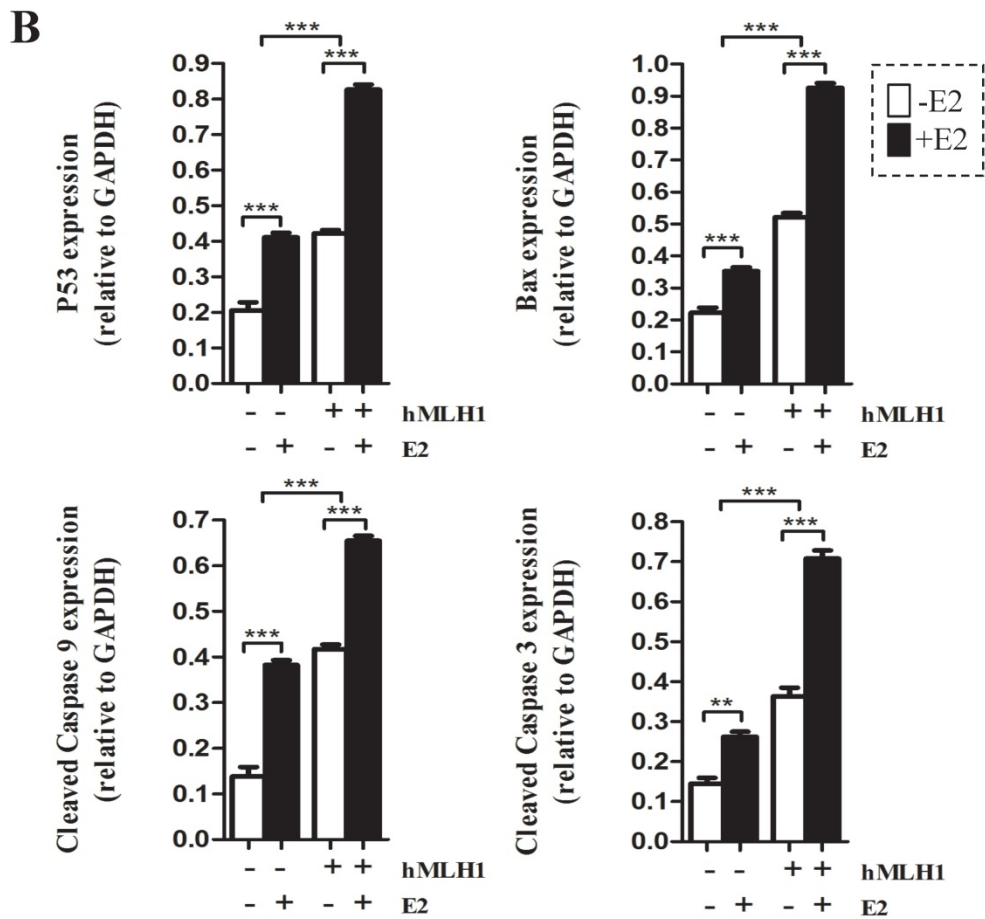 B
***
***
***
P53 expression
(relative to GAPDH)
0.9
0.8
0.7
0.6
0.5
0.4
0.3
0.2
0.1
0.0
- - + + hMLH1
- + - + E2
***
***
***
Bax expression
(relative to GAPDH)
1.0
0.9
0.8
0.7
0.6
0.5
0.4
0.3
0.2
0.1
0.0
- - + + hMLH1
- + - + E2
-E2
+E2
***
***
***
Cleaved Caspase 9 expression
(relative to GAPDH)
0.7
0.6
0.5
0.4
0.3
0.2
0.1
0.0
- - + + hMLH1
- + - + E2
***
***
**
Cleaved Caspase 3 expression
(relative to GAPDH)
0.8
0.7
0.6
0.5
0.4
0.3
0.2
0.1
0.0
- - + + hMLH1
- + - + E2